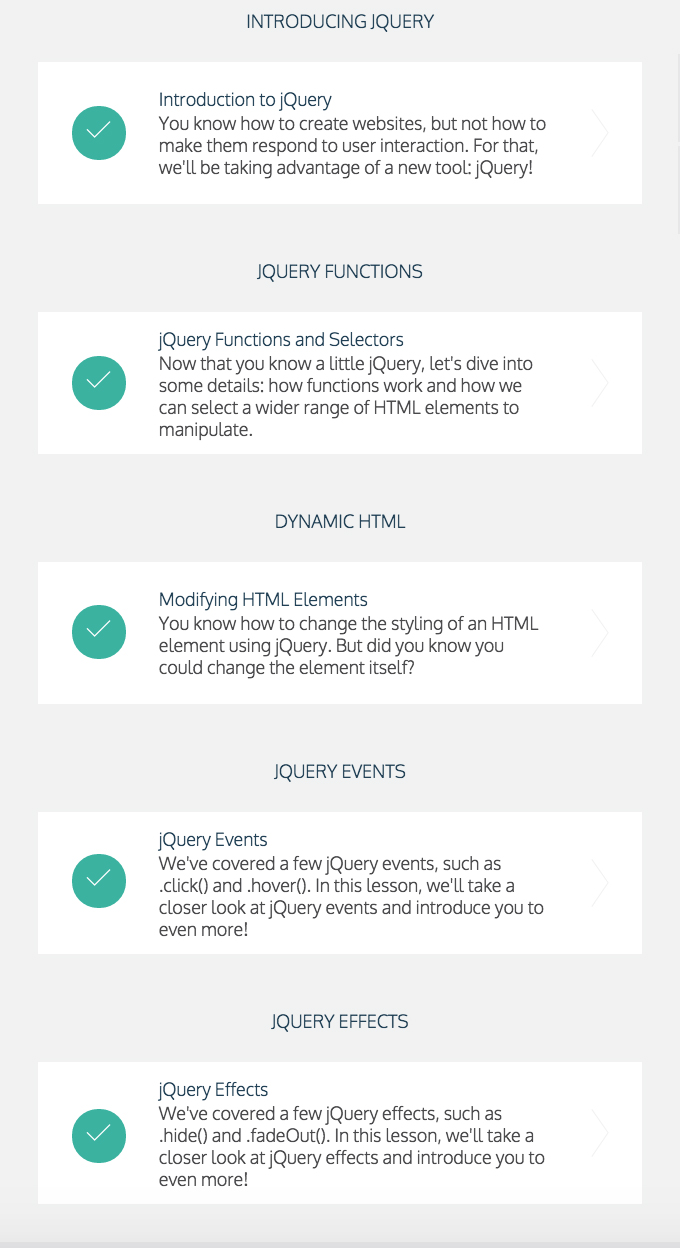 INTRODUCING JQUERY
Introduction to jQuery
You know how to create websites, but not how to
make them respond to user interaction. For that,
we'll be taking advantage of a new tool: jQuery!
JQUERY FUNCTIONS
jQuery Functions and Selectors
Now that you know a little jQuery, let's dive into
some details: how functions work and how we
can select a wider range of HTML elements to
manipulate.
DYNAMIC HTML
Modifying HTML Elements
You know how to change the styling of an HTML
element using jQuery. But did you know you
could change the element itself?
JQUERY EVENTS
jQuery Events
We've covered a few jQuery events, such as
.click() and .hover(). In this lesson, we'll take a
closer look at jQuery events and introduce you to
even more!
JQUERY EFFECTS
jQuery Effects
We've covered a few jQuery effects, such as
.hide() and .fadeOut(). In this lesson, we'll take a
closer look at jQuery effects and introduce you to
even more!